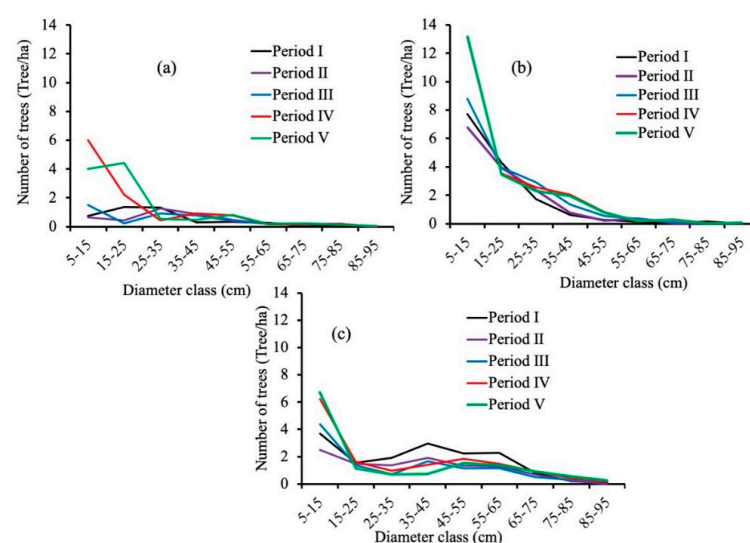 14
12
10
8
6
4
2
0
Number of trees (Tree/ha)
(a)
Period I
Period II
Period III
Period IV
Period V
5-15
15-25
25-35
35-45
45-55
55-65
65-75
75-85
85-95
Diameter class (cm)
14
12
10
8
6
4
2
0
Number of trees (Tree/ha)
(b)
Period I
Period II
Period III
Period IV
Period V
5-15
15-25
25-35
35-45
45-55
55-65
65-75
75-85
85-95
Diameter class (cm)
14
12
10
8
6
4
2
0
Number of trees (Tree/ha)
(c)
Period I
Period II
Period III
Period IV
Period V
5-15
15-25
25-35
35-45
45-55
55-65
65-75
75-85
85-95
Diameter class (cm)